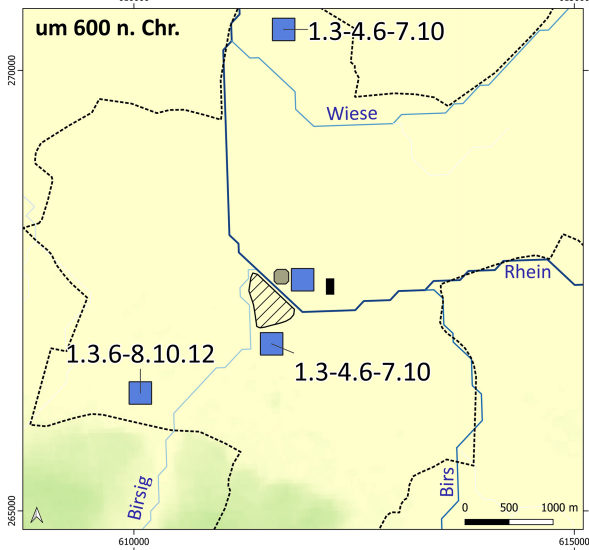 um 600 n. Chr.
1.3-4.6-7.10
270000
Wiese
Rhein
1.3.6-8.10.12
1.3-4.6-7.10
Birsig
Birs
265000
0 500 1000 m
610000
615000